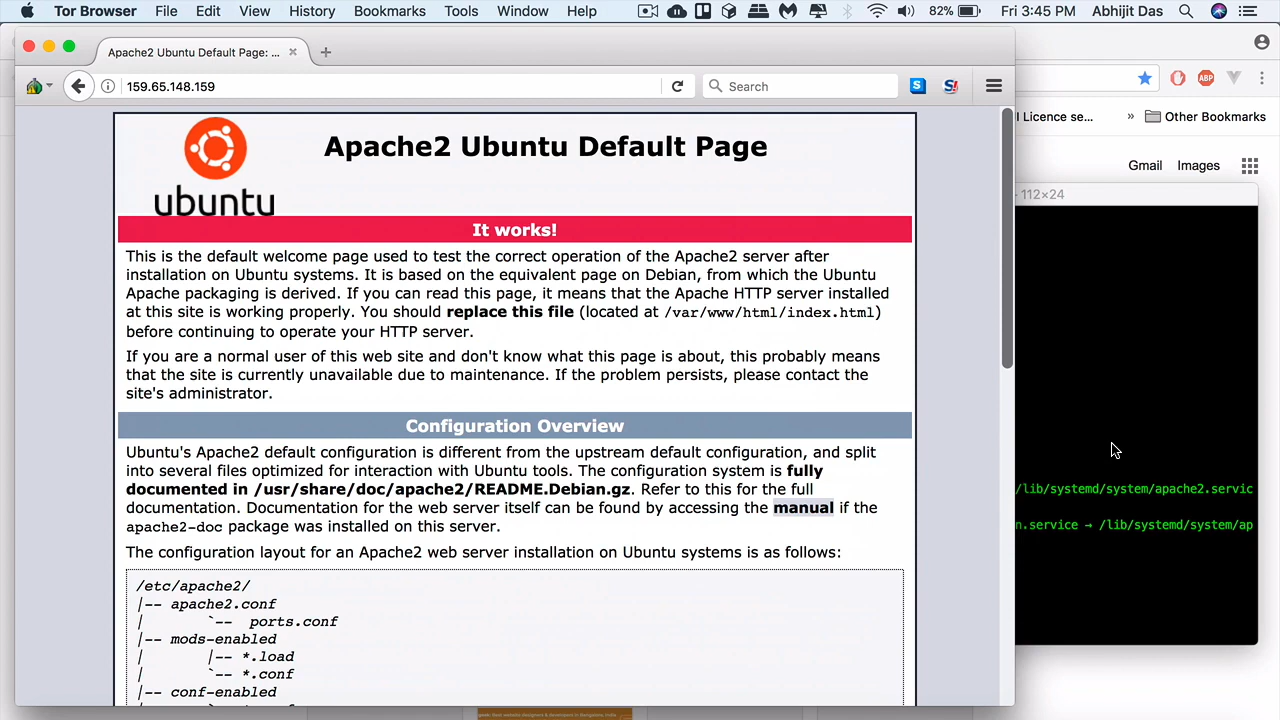 Tor Browser File Edit View History Bookmarks Tools Window Help 82% Fri 3:45 PM Abhijit Das
Apache2 Ubuntu Default Page: ...
159.65.148.159
Search
S
S!
ABP
l Licence se...
» Other Bookmarks
Gmail Images
112×24
ubuntu
Apache2 Ubuntu Default Page
It works!
This is the default welcome page used to test the correct operation of the Apache2 server after
installation on Ubuntu systems. It is based on the equivalent page on Debian, from which the Ubuntu
Apache packaging is derived. If you can read this page, it means that the Apache HTTP server installed
at this site is working properly. You should replace this file (located at /var/www/html/index.html)
before continuing to operate your HTTP server.
If you are a normal user of this web site and don't know what this page is about, this probably means
that the site is currently unavailable due to maintenance. If the problem persists, please contact the
site's administrator.
Configuration Overview
Ubuntu's Apache2 default configuration is different from the upstream default configuration, and split
into several files optimized for interaction with Ubuntu tools. The configuration system is fully
documented in /usr/share/doc/apache2/README.Debian.gz. Refer to this for the full
documentation. Documentation for the web server itself can be found by accessing the manual if the
apache2-doc package was installed on this server.
The configuration layout for an Apache2 web server installation on Ubuntu systems is as follows:
/etc/apache2/
|-- apache2.conf
|       `--  ports.conf
|-- mods-enabled
|       |-- *.load
|       `-- *.conf
|-- conf-enabled
/lib/systemd/system/apache2.servic
n.service → /lib/systemd/system/ap